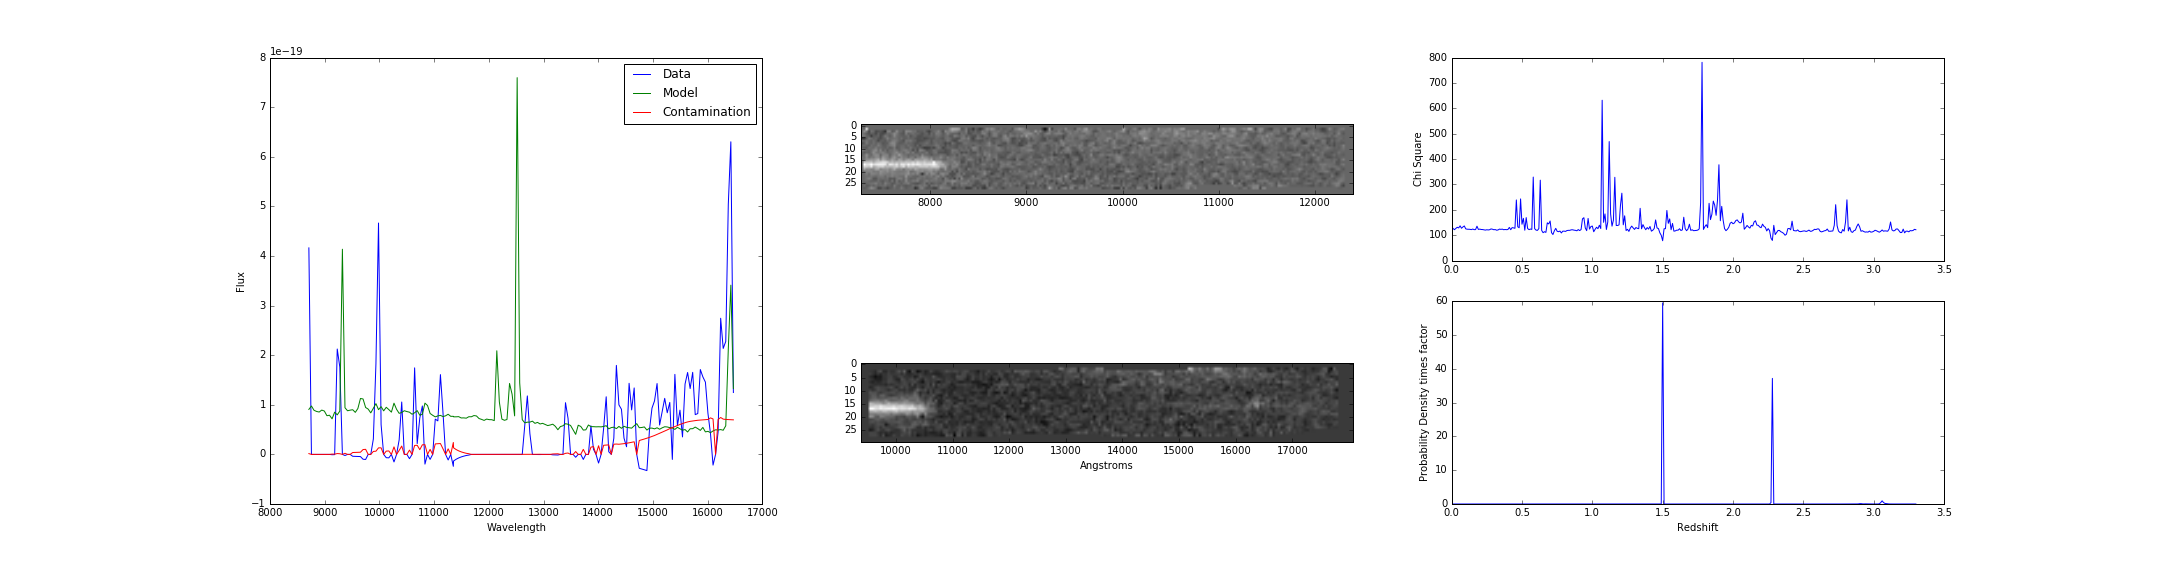 1e−19
8
7
6
5
4
3
2
1
0
−1
Flux
Data
Model
Contamination
8000 9000 10000 11000 12000 13000 14000 15000 16000 17000
Wavelength
0
5
10
15
20
25
8000 9000 10000 11000 12000
0
5
10
15
20
25
10000 11000 12000 13000 14000 15000 16000 17000
Angstroms
800
700
600
500
400
300
200
100
0
Chi Square
0.0 0.5 1.0 1.5 2.0 2.5 3.0 3.5
60
50
40
30
20
10
0
Probability Density times factor
0.0 0.5 1.0 1.5 2.0 2.5 3.0 3.5
Redshift